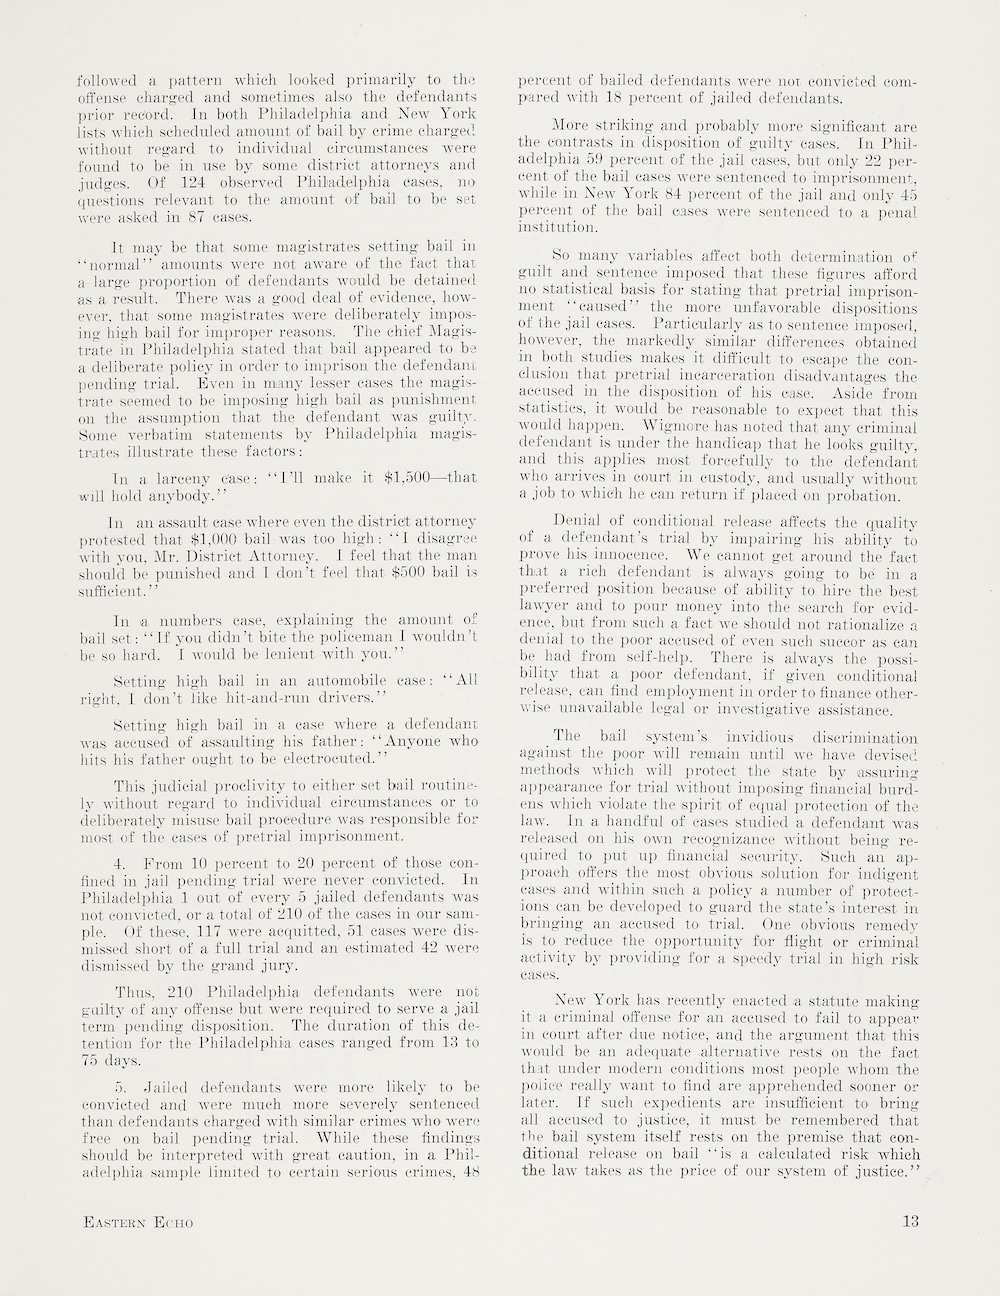 followed a pattern which looked primarily to the
offense charged and sometimes also the defendants
prior record. In both Philadelphia and New York
lists which scheduled amount of bail by crime charged
without regard to individual circumstances were
found to be in use by some district attorneys and
judges. Of 124 observed Philadelphia cases, no
questions relevant to the amount of bail to be set
were asked in 87 cases.
It may be that some magistrates setting bail in
"normal" amounts were not aware of the fact that
a large proportion of defendants would be detained
as a result. There was a good deal of evidence, how-
ever, that some magistrates were deliberately impos-
ing high bail for improper reasons. The chief Magis-
trate in Philadelphia stated that bail appeared to be
a deliberate policy in order to imprison the defendant
pending trial. Even in many lesser cases the magis-
trate seemed to be imposing high bail as punishment
on the assumption that the defendant was guilty.
Some verbatim statements by Philadelphia magis-
trates illustrate these factors:
In a larceny case: "I'll make it $1,500—that
will hold anybody."
In an assault case where even the district attorney
protested that $1,000 bail was too high: "I disagree
with you, Mr. District Attorney. I feel that the man
should be punished and I don't feel that $500 bail is
sufficient."
In a numbers case, explaining the amount of
bail set: "If you didn't bite the policeman I wouldn't
be so hard. I would be lenient with you."
Setting high bail in an automobile case: "All
right, I don't like hit-and-run drivers."
Setting high bail in a case where a defendant
was accused of assaulting his father: "Anyone who
hits his father ought to be electrocuted."
This judicial proclivity to either set bail routine-
ly without regard to individual circumstances or to
deliberately misuse bail procedure was responsible for
most of the cases of pretrial imprisonment.
4. From 10 percent to 20 percent of those con-
fined in jail pending trial were never convicted. In
Philadelphia 1 out of every 5 jailed defendants was
not convicted, or a total of 210 of the cases in our sam-
ple. Of these, 117 were acquitted, 51 cases were dis-
missed short of a full trial and an estimated 42 were
dismissed by the grand jury.
Thus, 210 Philadelphia defendants were not
guilty of any offense but were required to serve a jail
term pending disposition. The duration of this de-
tention for the Philadelphia cases ranged from 13 to
75 days.
5. Jailed defendants were more likely to be
convicted and were much more severely sentenced
than defendants charged with similar crimes who were
free on bail pending trial. While these findings
should be interpreted with great caution, in a Phil-
adelphia sample limited to certain serious crimes, 48
percent of bailed defendants were not convicted com-
pared with 18 percent of jailed defendants.
More striking and probably more significant are
the contrasts in disposition of guilty cases. In Phil-
adelphia 59 percent of the jail cases, but only 22 per-
cent of the bail cases were sentenced to imprisonment,
while in New York 84 percent of the jail and only 45
percent of the bail cases were sentenced to a penal
institution.
So many variables affect both determination of
guilt and sentence imposed that these figures afford
no statistical basis for stating that pretrial imprison-
ment "caused" the more unfavorable dispositions
of the jail cases. Particularly as to sentence imposed,
however, the markedly similar differences obtained
in both studies makes it difficult to escape the con-
clusion that pretrial incarceration disadvantages the
accused in the disposition of his case. Aside from
statistics, it would be reasonable to expect that this
would happen. Wigmore has noted that any criminal
defendant is under the handicap that he looks guilty,
and this applies most forcefully to the defendant
who arrives in court in custody, and usually without
a job to which he can return if placed on probation.
Denial of conditional release affects the quality
of a defendant's trial by impairing his ability to
prove his innocence. We cannot get around the fact
that a rich defendant is always going to be in a
preferred position because of ability to hire the best
lawyer and to pour money into the search for evid-
ence, but from such a fact we should not rationalize a
denial to the poor accused of even such succor as can
be had from self-help. There is always the possi-
bility that a poor defendant, if given conditional
release, can find employment in order to finance other-
wise unavailable legal or investigative assistance.
The bail system's invidious discrimination
against the poor will remain until we have devised
methods which will protect the state by assuring
appearance for trial without imposing financial burd-
ens which violate the spirit of equal protection of the
law. In a handful of cases studied a defendant was
released on his own recognizance without being re-
quired to put up financial security. Such an ap-
proach offers the most obvious solution for indigent
cases and within such a policy a number of protect-
ions can be developed to guard the state's interest in
bringing an accused to trial. One obvious remedy
is to reduce the opportunity for flight or criminal
activity by providing for a speedy trial in high risk
cases.
New York has recently enacted a statute making
it a criminal offense for an accused to fail to appear
in court after due notice, and the argument that this
would be an adequate alternative rests on the fact
that under modern conditions most people whom the
police really want to find are apprehended sooner or
later. If such expedients are insufficient to bring
all accused to justice, it must be remembered that
the bail system itself rests on the premise that con-
ditional release on bail "is a calculated risk which
the law takes as the price of our system of justice."
EASTERN ECHO
13